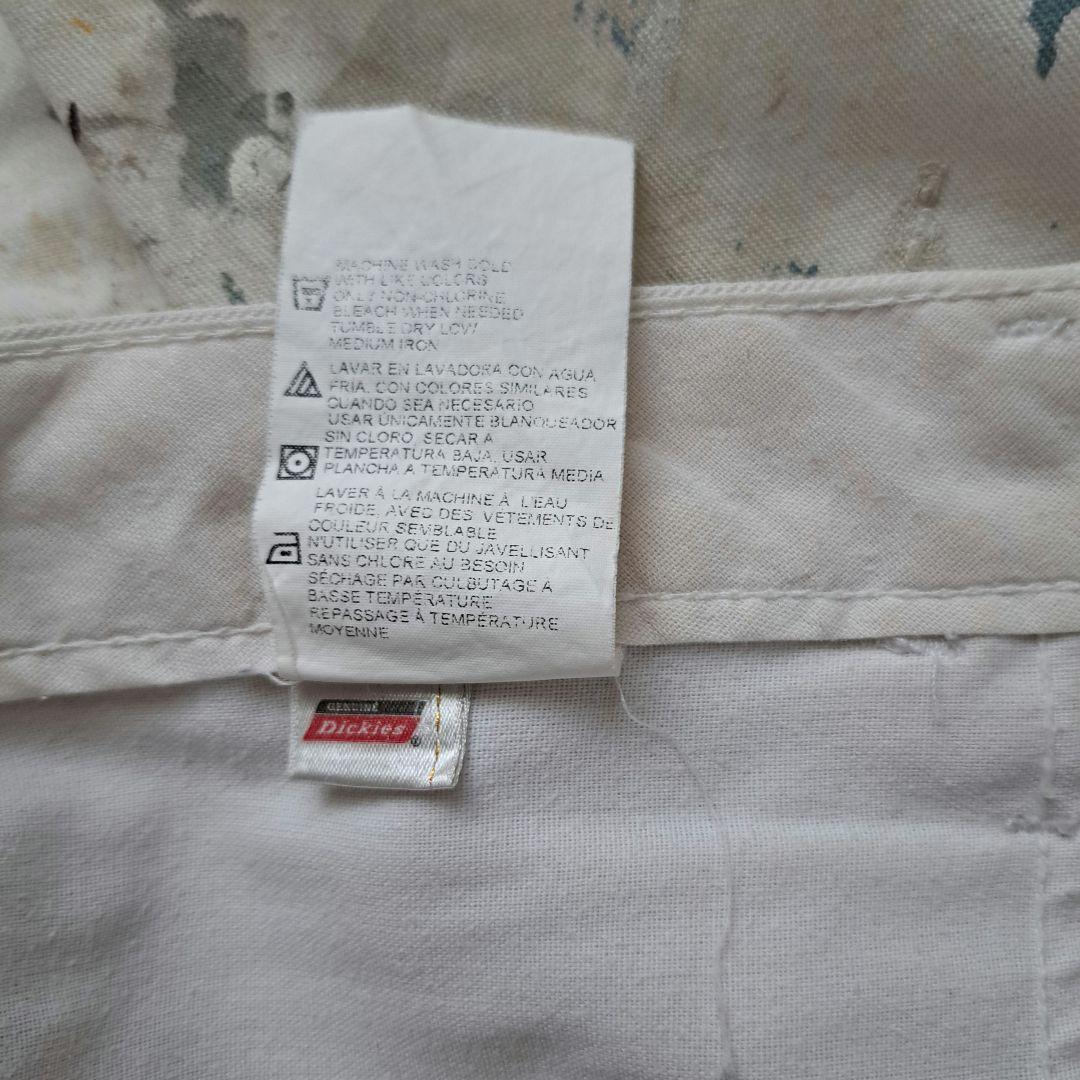 MACHINE WASH COLD
WITH LIKE COLORS
ONLY NON-CHLORINE
BLEACH WHEN NEEDED
TUMBLE DRY LOW
MEDIUM IRON
LAVAR EN LAVADORA CON AGUA
FRIA, CON COLORES SIMILARES
CUANDO SEA NECESARIO
USAR ÚNICAMENTE BLANQUEADOR
SIN CLORO, SECAR A
TEMPERATURA BAJA, USAR
PLANCHA A TEMPERATURA MEDIA
LAVER À LA MACHINE À L'EAU
FROIDE, AVEC DES VÊTEMENTS DE
COULEUR SEMBLABLE
N'UTILISER QUE DU JAVELLISANT
SANS CHLORE AU BESOIN
SÉCHAGE PAR CULBUTAGE À
BASSE TEMPÉRATURE
REPASSAGE À TEMPÉRATURE
MOYENNE
GENUINE
Dickies®